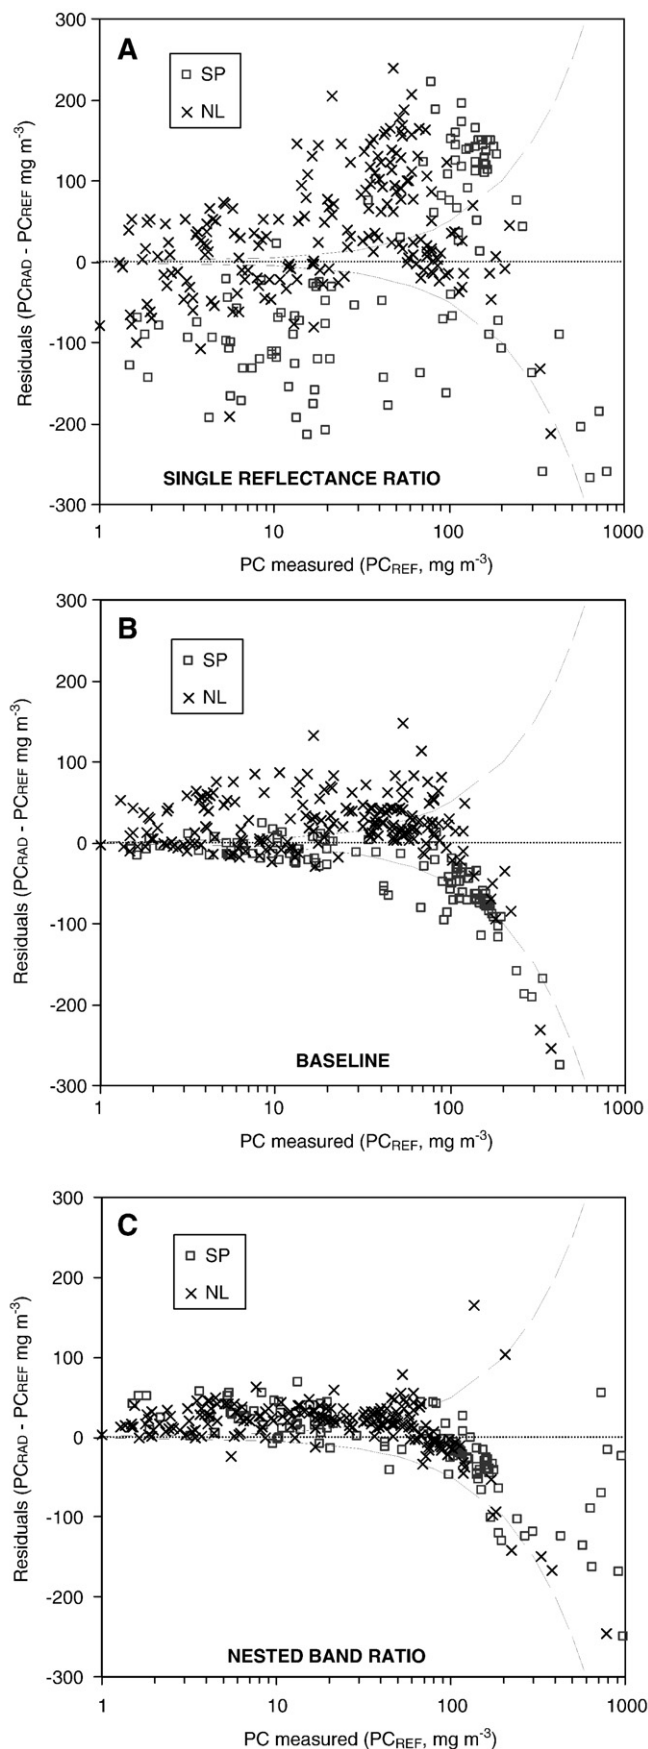 300
A
SP
NL
200
100
0
-100
-200
-300
Residuals (PCRAD - PCREF mg m-3)
SINGLE REFLECTANCE RATIO
1 10 100 1000
PC measured (PCREF, mg m-3)
300
B
SP
NL
200
100
0
-100
-200
-300
Residuals (PCRAD - PCREF mg m-3)
BASELINE
1 10 100 1000
PC measured (PCREF, mg m-3)
300
C
SP
NL
200
100
0
-100
-200
-300
Residuals (PCRAD - PCREF mg m-3)
NESTED BAND RATIO
1 10 100 1000
PC measured (PCREF, mg m-3)